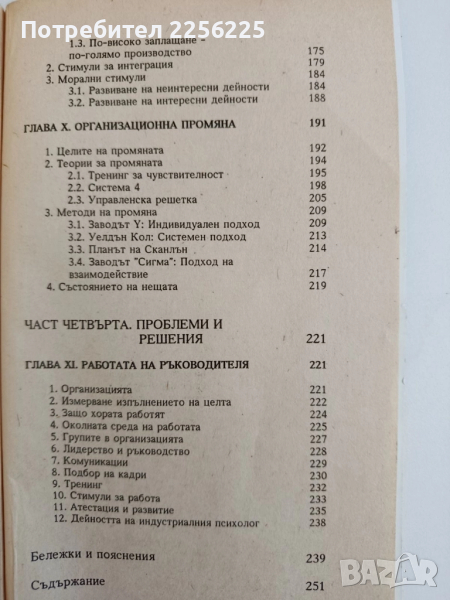 Потребител 2256235
1.3. По-високо заплащане -
по-голямо производство 175
2. Стимули за интеграция 179
3. Морални стимули 184
3.1. Развиване на неинтересни дейности 184
3.2. Развиване на интересни дейности 188
ГЛАВА X. ОРГАНИЗАЦИОННА ПРОМЯНА 191
1. Целите на промяната 192
2. Теории за промяната 194
2.1. Тренинг за чувствителност 195
2.2. Система 4 198
2.3. Управленска решетка 205
3. Методи на промяна 209
3.1. Заводът Y: Индивидуален подход 209
3.2. Уелдън Кол: Системен подход 213
3.3. Планът на Сканлън 214
3.4. Заводът "Сигма": Подход на
взаимодействие 217
4. Състоянието на нещата 219
ЧАСТ ЧЕТВЪРТА. ПРОБЛЕМИ И
РЕШЕНИЯ 221
ГЛАВА XI. РАБОТАТА НА РЪКОВОДИТЕЛЯ 221
1. Организацията 221
2. Измерване изпълнението на целта 222
3. Защо хората работят 224
4. Околната среда на работата 225
5. Групите в организацията 227
6. Лидерство и ръководство 228
7. Комуникации 229
8. Подбор на кадри 230
9. Тренинг 232
10. Стимули за работа 233
11. Атестация и развитие 235
12. Дейността на индустриалния психолог 238
Бележки и пояснения 239
Съдържание 251
BAZAR.bg